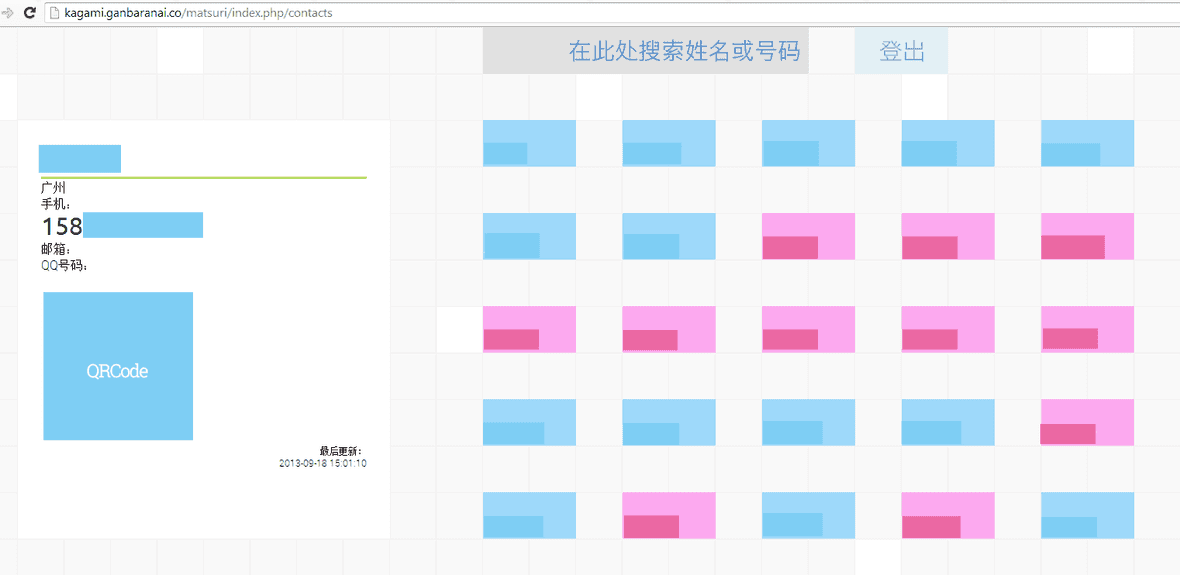 kagami.ganbaranai.co/matsuri/index.php/contacts
在此处搜索姓名或号码
登出
广州
手机:
158
邮箱:
QQ号码:
QRCode
最后更新:
2013-09-18 15:01:10